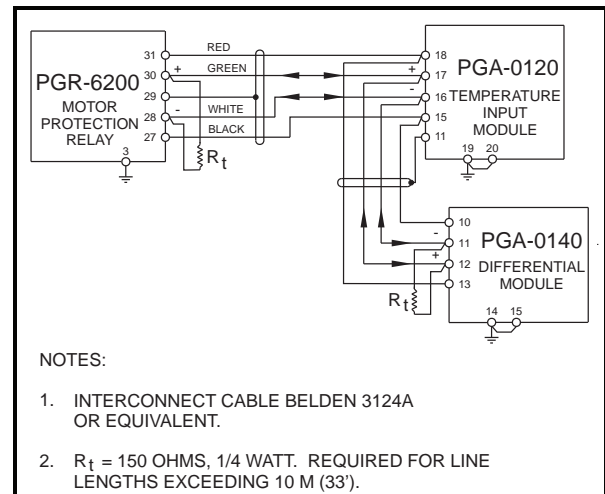 PGR-6200
MOTOR
PROTECTION
RELAY
3
31
30
29
28
27
+
-
RED
GREEN
WHITE
BLACK
Rt
PGA-0120
TEMPERATURE
INPUT
MODULE
18
17
16
15
11
+
-
19 20
PGA-0140
DIFFERENTIAL
MODULE
10
11
12
13
-
+
14 15
Rt
NOTES:
1. INTERCONNECT CABLE BELDEN 3124A
OR EQUIVALENT.
2. Rt = 150 OHMS, 1/4 WATT. REQUIRED FOR LINE
LENGTHS EXCEEDING 10 M (33').